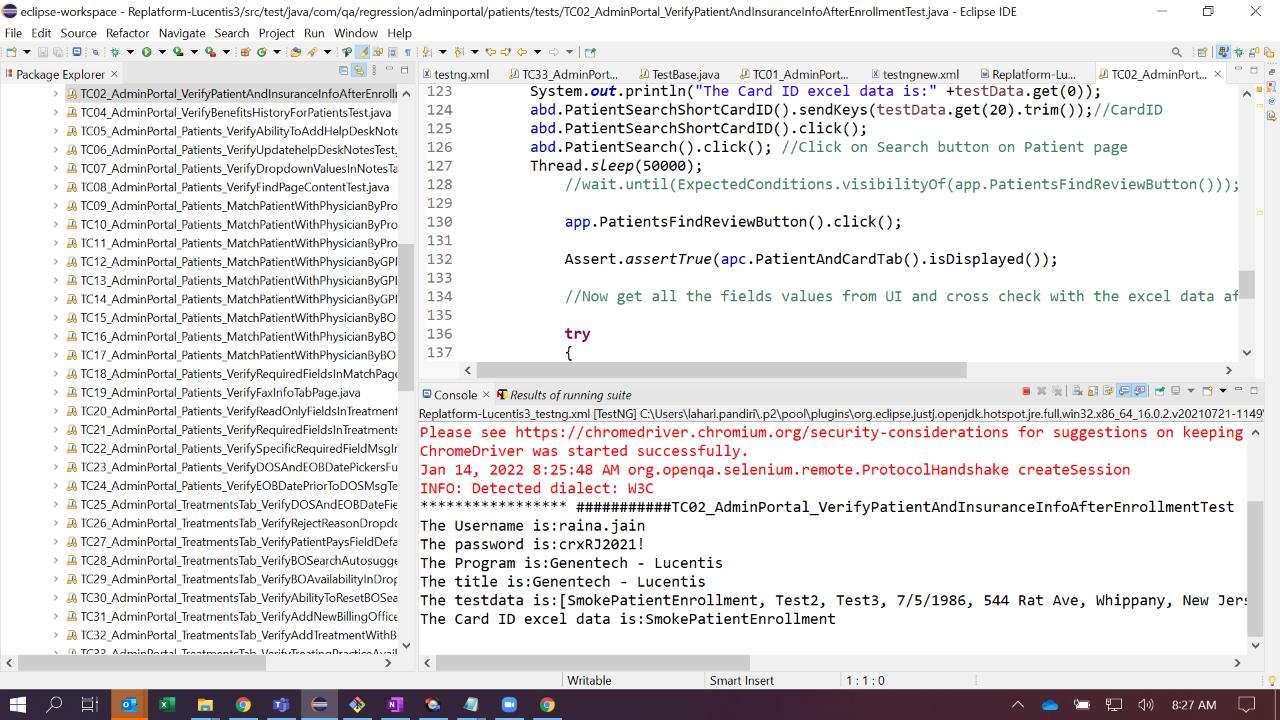 eclipse-workspace - Replatform-Lucentis3/src/test/java/com/qa/regression/adminportal/patients/tests/TC02_AdminPortal_VerifyPatientAndInsuranceInfoAfterEnrollmentTest.java - Eclipse IDE
File Edit Source Refactor Navigate Search Project Run Window Help
Package Explorer
TC02_AdminPortal_VerifyPatientAndInsuranceInfoAfterEnroll
TC04_AdminPortal_VerifyBenefitsHistoryForPatientsTest.java
TC05_AdminPortal_Patients_VerifyAbilityToAddHelpDeskNote
TC06_AdminPortal_Patients_VerifyUpdatehelpDeskNotesTest.
TC07_AdminPortal_Patients_VerifyDropdownValuesInNotesTa
TC08_AdminPortal_Patients_VerifyFindPageContentTest.java
TC09_AdminPortal_Patients_MatchPatientWithPhysicianByPro
TC10_AdminPortal_Patients_MatchPatientWithPhysicianByPro
TC11_AdminPortal_Patients_MatchPatientWithPhysicianByPro
TC12_AdminPortal_Patients_MatchPatientWithPhysicianByGPI
TC13_AdminPortal_Patients_MatchPatientWithPhysicianByGPI
TC14_AdminPortal_Patients_MatchPatientWithPhysicianByGPI
TC15_AdminPortal_Patients_MatchPatientWithPhysicianByBO
TC16_AdminPortal_Patients_MatchPatientWithPhysicianByBO
TC17_AdminPortal_Patients_MatchPatientWithPhysicianByBO
TC18_AdminPortal_Patients_VerifyRequiredFieldsInMatchPage
TC19_AdminPortal_Patients_VerifyFaxInfoTabPage.java
TC20_AdminPortal_Patients_VerifyReadOnlyFieldsInTreatment
TC21_AdminPortal_Patients_VerifyRequiredFieldsInTreatments
TC22_AdminPortal_Patients_VerifySpecificRequiredFieldMsgIr
TC23_AdminPortal_Patients_VerifyDOSAndEOBDatePickersFu
TC24_AdminPortal_Patients_VerifyEOBDatePriorToDOSMsgTe
TC25_AdminPortal_TreatmentsTab_VerifyDOSAndEOBDateFie
TC26_AdminPortal_TreatmentsTab_VerifyRejectReasonDropdo
TC27_AdminPortal_TreatmentsTab_VerifyPatientPaysFieldDefa
TC28_AdminPortal_TreatmentsTab_VerifyBOSearchAutosugge
TC29_AdminPortal_TreatmentsTab_VerifyBOAvailabilityInDrop
TC30_AdminPortal_TreatmentsTab_VerifyAbilityToResetBOSea
TC31_AdminPortal_TreatmentsTab_VerifyAddNewBillingOffice
TC32_AdminPortal_TreatmentsTab_VerifyAddTreatmentWithB
TC33_AdminPortal_TreatmentsTab_VerifyTreatingPracticeAvail
testng.xml TC33_AdminPort... TestBase.java TC01_AdminPort... testngnew.xml Replatform-Lu... TC02_AdminPort...
123 System.out.println("The Card ID excel data is:" +testData.get(0));
124 abd.PatientSearchShortCardID().sendKeys(testData.get(20).trim());//CardID
125 abd.PatientSearchShortCardID().click();
126 abd.PatientSearch().click(); //Click on Search button on Patient page
127 Thread.sleep(50000);
128 //wait.until(ExpectedConditions.visibilityOf(app.PatientsFindReviewButton()));
129
130 app.PatientsFindReviewButton().click();
131
132 Assert.assertTrue(apc.PatientAndCardTab().isDisplayed());
133
134 //Now get all the fields values from UI and cross check with the excel data af
135
136 try
137 {
Console Results of running suite
Replatform-Lucentis3_testng.xml [TestNG] C:\Users\lahari.pandiri\.p2\pool\plugins\org.eclipse.justj.openjdk.hotspot.jre.full.win32.x86_64_16.0.2.v20210721-1149\
Please see https://chromedriver.chromium.org/security-considerations for suggestions on keeping
ChromeDriver was started successfully.
Jan 14, 2022 8:25:48 AM org.openqa.selenium.remote.ProtocolHandshake createSession
INFO: Detected dialect: W3C
***************** ###########TC02_AdminPortal_VerifyPatientAndInsuranceInfoAfterEnrollmentTest
The Username is:raina.jain
The password is:crxRJ2021!
The Program is:Genentech - Lucentis
The title is:Genentech - Lucentis
The testdata is:[SmokePatientEnrollment, Test2, Test3, 7/5/1986, 544 Rat Ave, Whippany, New Jers
The Card ID excel data is:SmokePatientEnrollment
Writable Smart Insert 1 : 1 : 0
8:27 AM